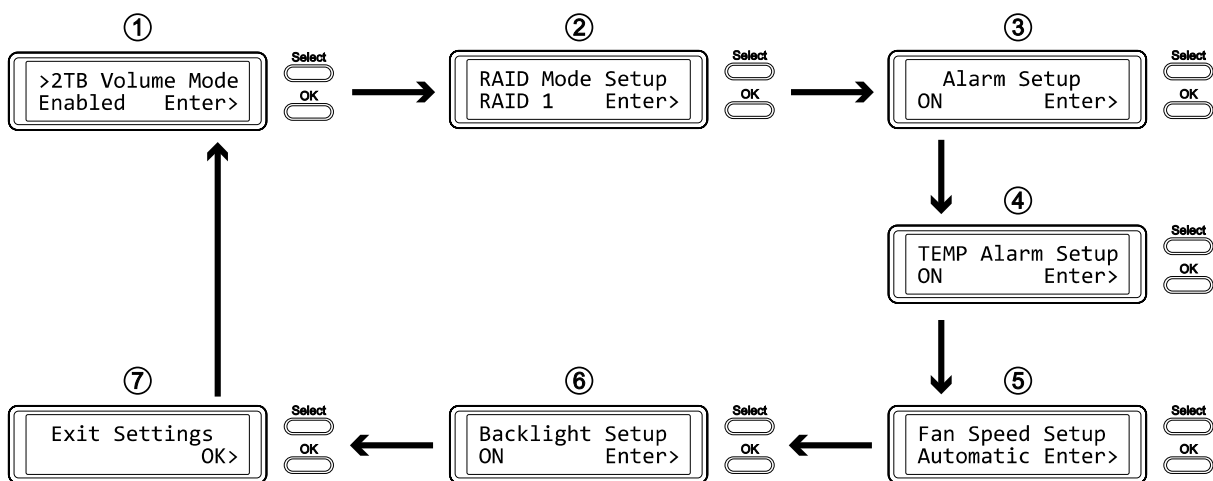 ①
>2TB Volume Mode
Enabled Enter>
Select
OK
②
RAID Mode Setup
RAID 1 Enter>
Select
OK
③
Alarm Setup
ON Enter>
Select
OK
④
TEMP Alarm Setup
ON Enter>
Select
OK
⑤
Fan Speed Setup
Automatic Enter>
Select
OK
⑥
Backlight Setup
ON Enter>
Select
OK
⑦
Exit Settings
OK>
Select
OK